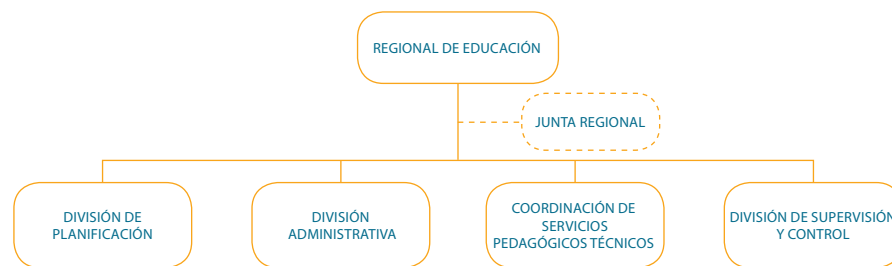 REGIONAL DE EDUCACIÓN
JUNTA REGIONAL
DIVISIÓN DE
PLANIFICACIÓN
DIVISIÓN
ADMINISTRATIVA
COORDINACIÓN DE
SERVICIOS
PEDAGÓGICOS TÉCNICOS
DIVISIÓN DE SUPERVISIÓN
Y CONTROL